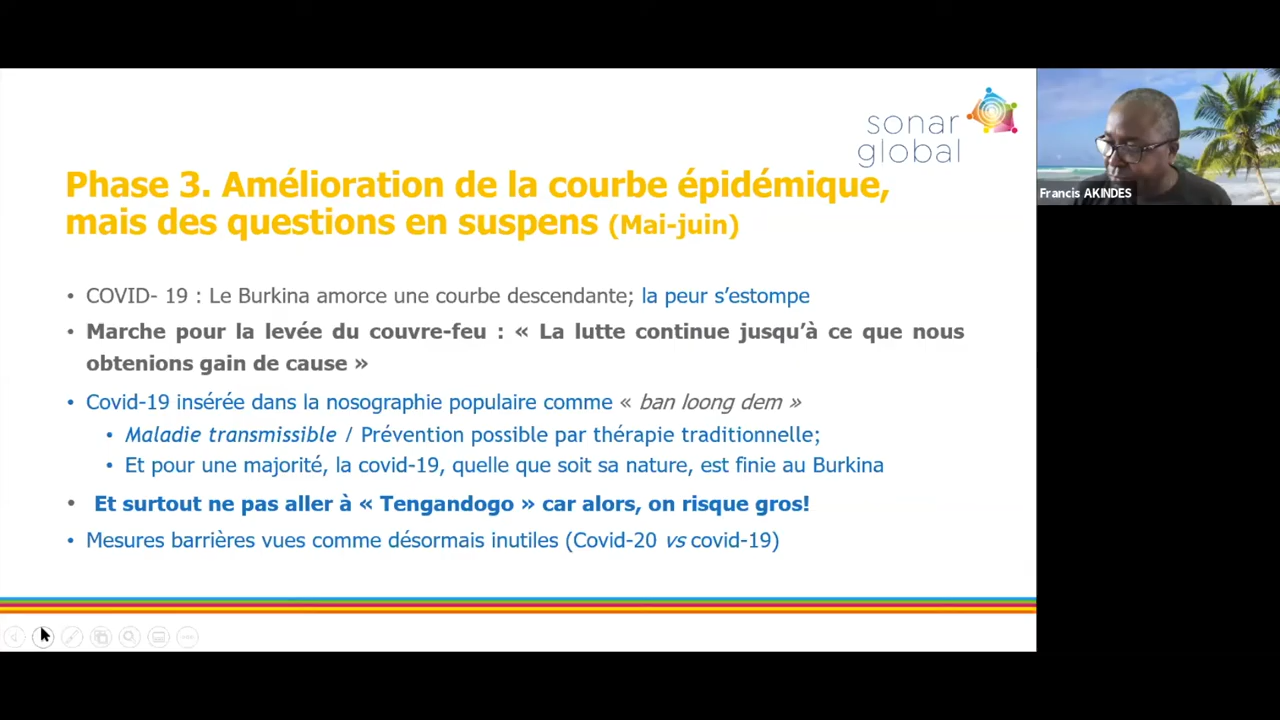 sonar
global
Francis AKINDES
Phase 3. Amélioration de la courbe épidémique,
mais des questions en suspens (Mai-juin)
• COVID- 19 : Le Burkina amorce une courbe descendante; la peur s’estompe
• Marche pour la levée du couvre-feu : « La lutte continue jusqu’à ce que nous
obtenions gain de cause »
• Covid-19 insérée dans la nosographie populaire comme « ban loong dem »
• Maladie transmissible / Prévention possible par thérapie traditionnelle;
• Et pour une majorité, la covid-19, quelle que soit sa nature, est finie au Burkina
• Et surtout ne pas aller à « Tengandogo » car alors, on risque gros!
• Mesures barrières vues comme désormais inutiles (Covid-20 vs covid-19)